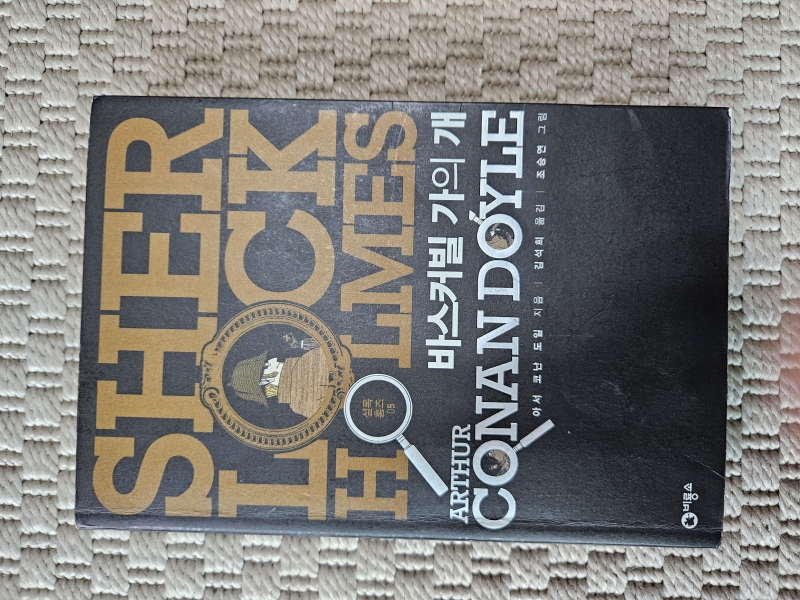 SHER
LOCK
HOLMES
셜록
홈즈
05
바스커빌 가의 개
ARTHUR
CONAN DOYLE
아서 코난 도일 지음 | 김석희 옮김 | 조승연 그림
비룡소